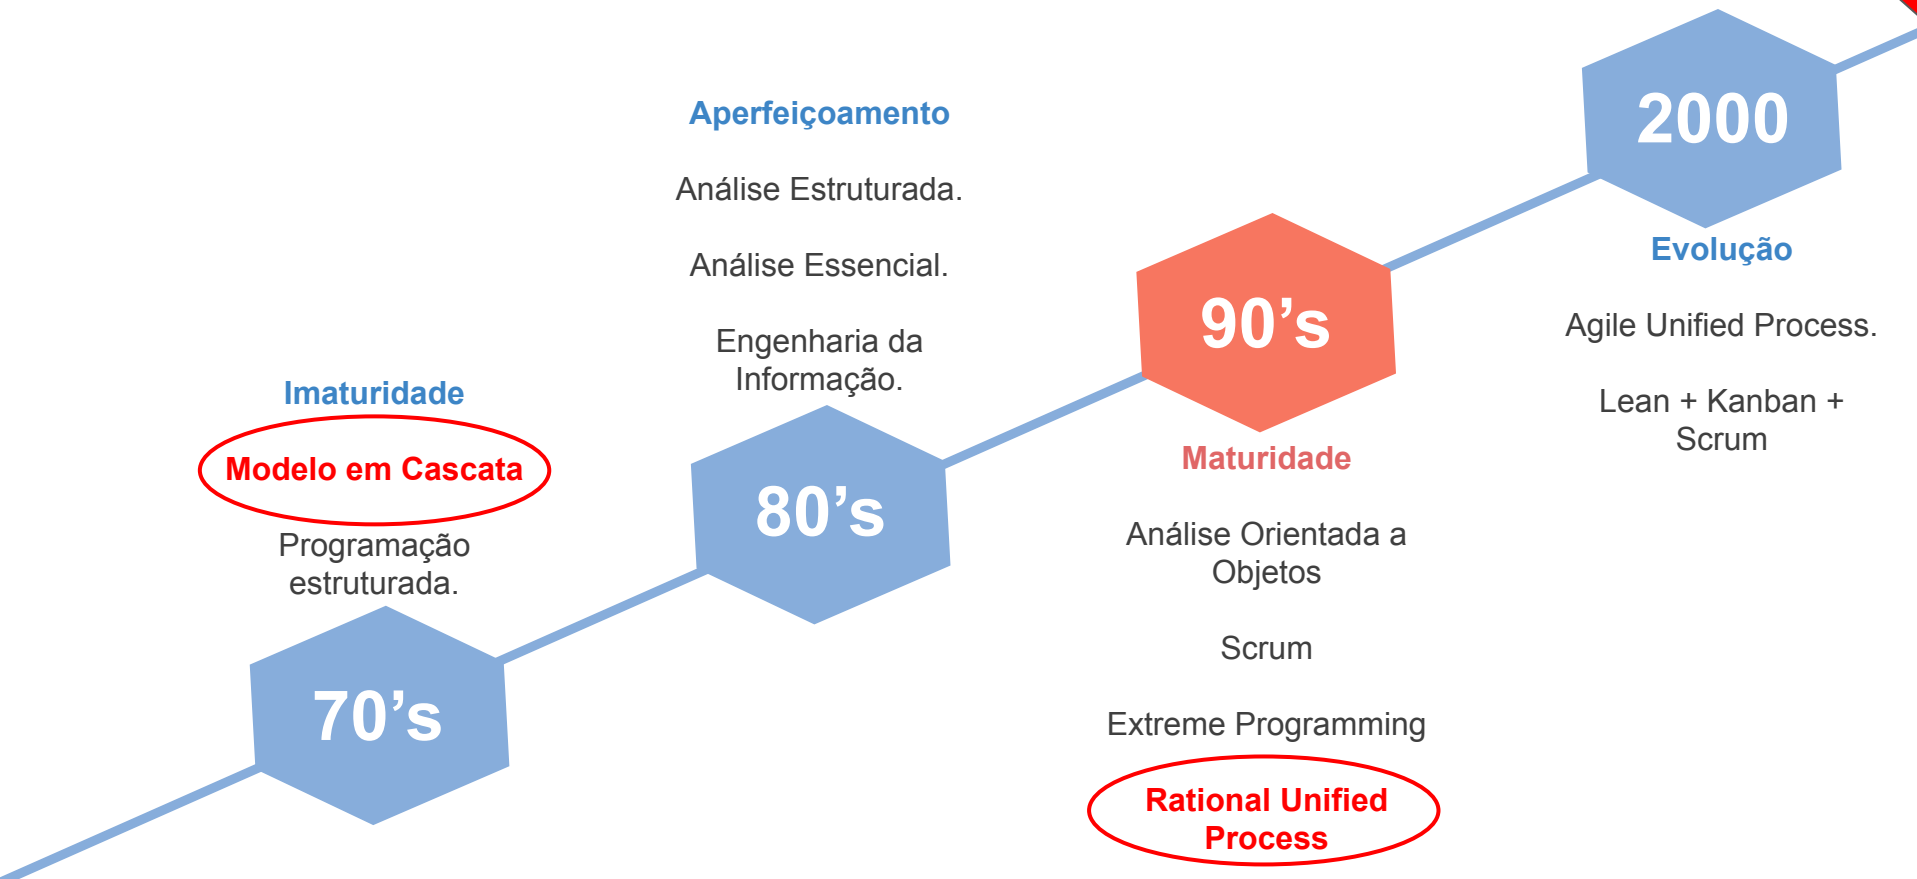 Imaturidade
Modelo em Cascata
Programação
estruturada.
70’s
Aperfeiçoamento
Análise Estruturada.
Análise Essencial.
Engenharia da
Informação.
80’s
90’s
Maturidade
Análise Orientada a
Objetos
Scrum
Extreme Programming
Rational Unified
Process
2000
Evolução
Agile Unified Process.
Lean + Kanban +
Scrum